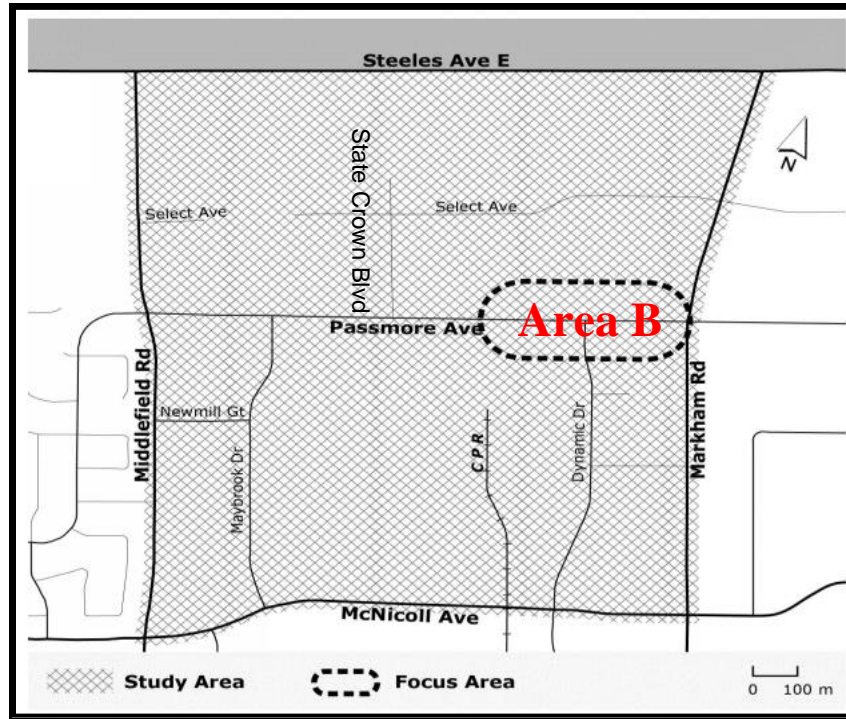 Steeles Ave E
State Crown Blvd
N
Select Ave
Select Ave
Passmore Ave
Area B
Middlefield Rd
Newmill Gt
Maybrook Dr
CPR
Dynamic Dr
Markham Rd
McNicoll Ave
Study Area
Focus Area
0 100 m